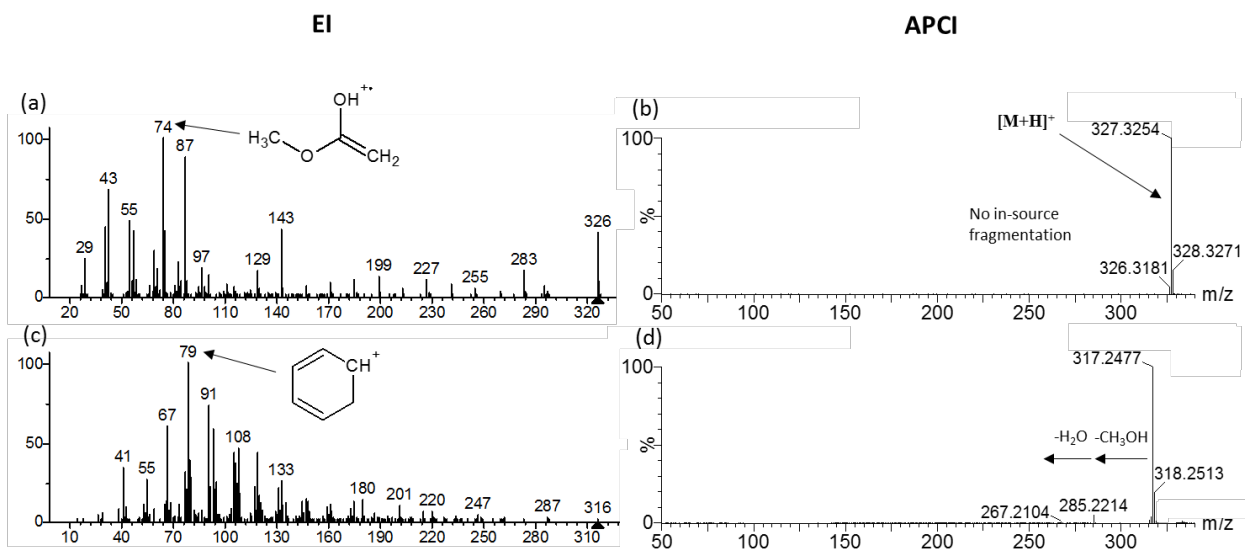 EI
APCI
(a)
100
50
0
29
43
55
74
87
97
129
143
199
227
255
283
326
OH
+•
H3C
O
CH2
20 50 80 110 140 170 200 230 260 290 320
(b)
100
%
0
[M+H]+
327.3254
No in-source
fragmentation
326.3181
328.3271
50 100 150 200 250 300
m/z
(c)
100
50
0
41
55
67
79
91
108
133
180
201
220
247
287
316
CH
+
10 40 70 100 130 160 190 220 250 280 310
(d)
100
%
0
317.2477
-H2O -CH3OH
318.2513
267.2104 285.2214
50 100 150 200 250 300
m/z